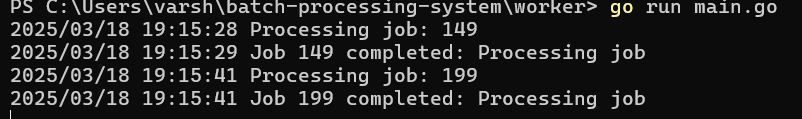 PS C:\Users\varsh\batch-processing-system\worker> go run main.go
2025/03/18 19:15:28 Processing job: 149
2025/03/18 19:15:29 Job 149 completed: Processing job
2025/03/18 19:15:41 Processing job: 199
2025/03/18 19:15:41 Job 199 completed: Processing job